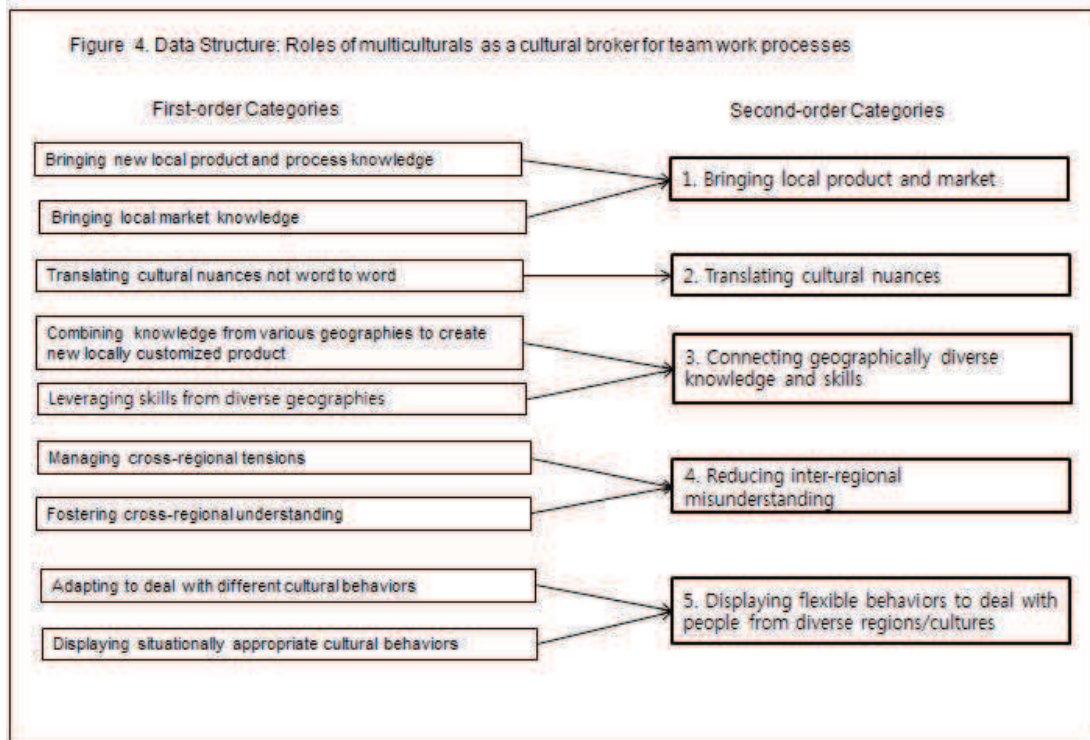 Figure 4. Data Structure: Roles of multiculturals as a cultural broker for team work processes
First-order Categories
Second-order Categories
Bringing new local product and process knowledge
Bringing local market knowledge
1. Bringing local product and market
Translating cultural nuances not word to word
2. Translating cultural nuances
Combining knowledge from various geographies to create
new locally customized product
Leveraging skills from diverse geographies
3. Connecting geographically diverse
knowledge and skills
Managing cross-regional tensions
Fostering cross-regional understanding
4. Reducing inter-regional
misunderstanding
Adapting to deal with different cultural behaviors
Displaying situationally appropriate cultural behaviors
5. Displaying flexible behaviors to deal with
people from diverse regions/cultures